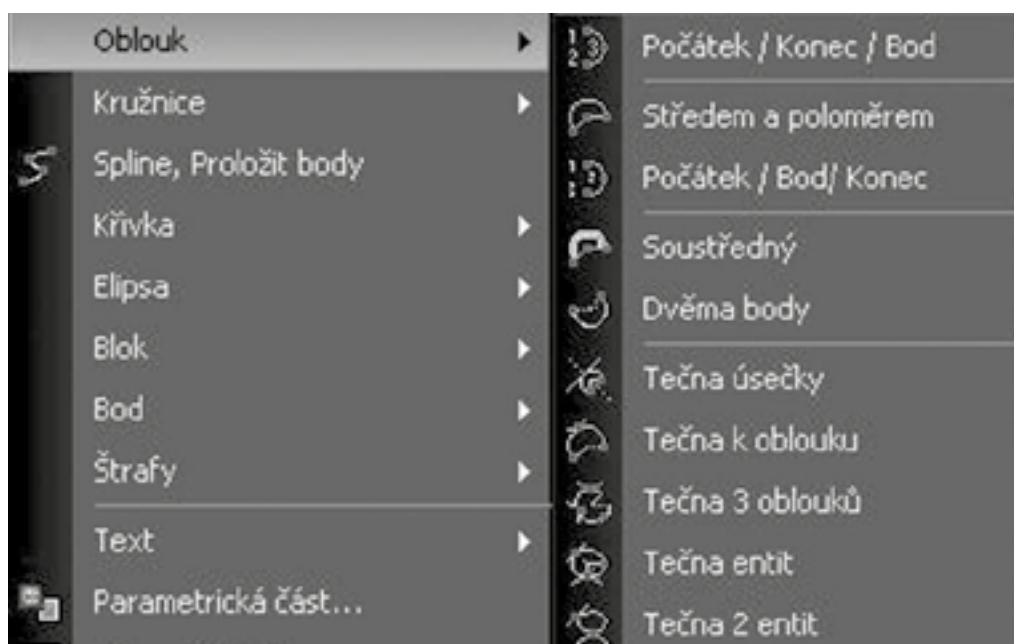 Oblouk
Kružnice
Spline, Proložit body
Křivka
Elipsa
Blok
Bod
Štrafy
Text
Parametrická část...
Počátek / Konec / Bod
Středem a poloměrem
Počátek / Bod/ Konec
Soustředný
Dvěma body
Tečna úsečky
Tečna k oblouku
Tečna 3 oblouků
Tečna entit
Tečna 2 entit